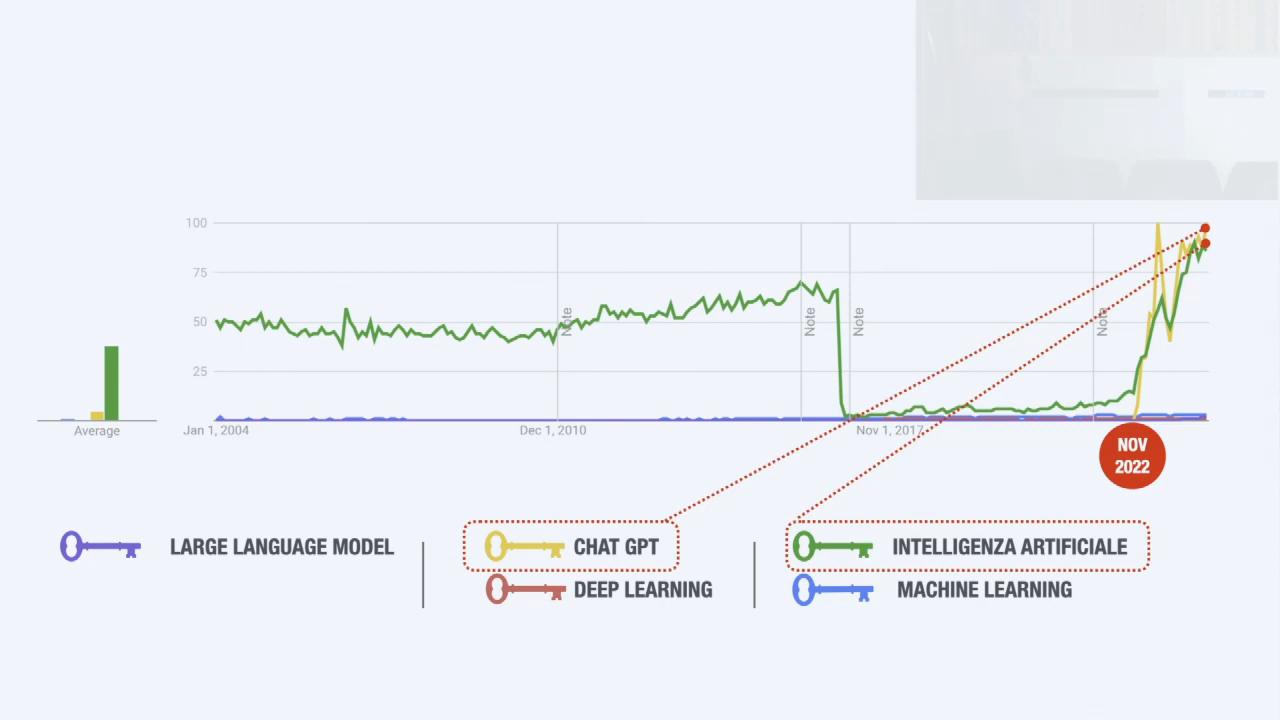 100
75
50
25
Note
Note
Note
Note
Average
Jan 1, 2004
Dec 1, 2010
Nov 1, 2017
NOV
2022
LARGE LANGUAGE MODEL
CHAT GPT
DEEP LEARNING
INTELLIGENZA ARTIFICIALE
MACHINE LEARNING